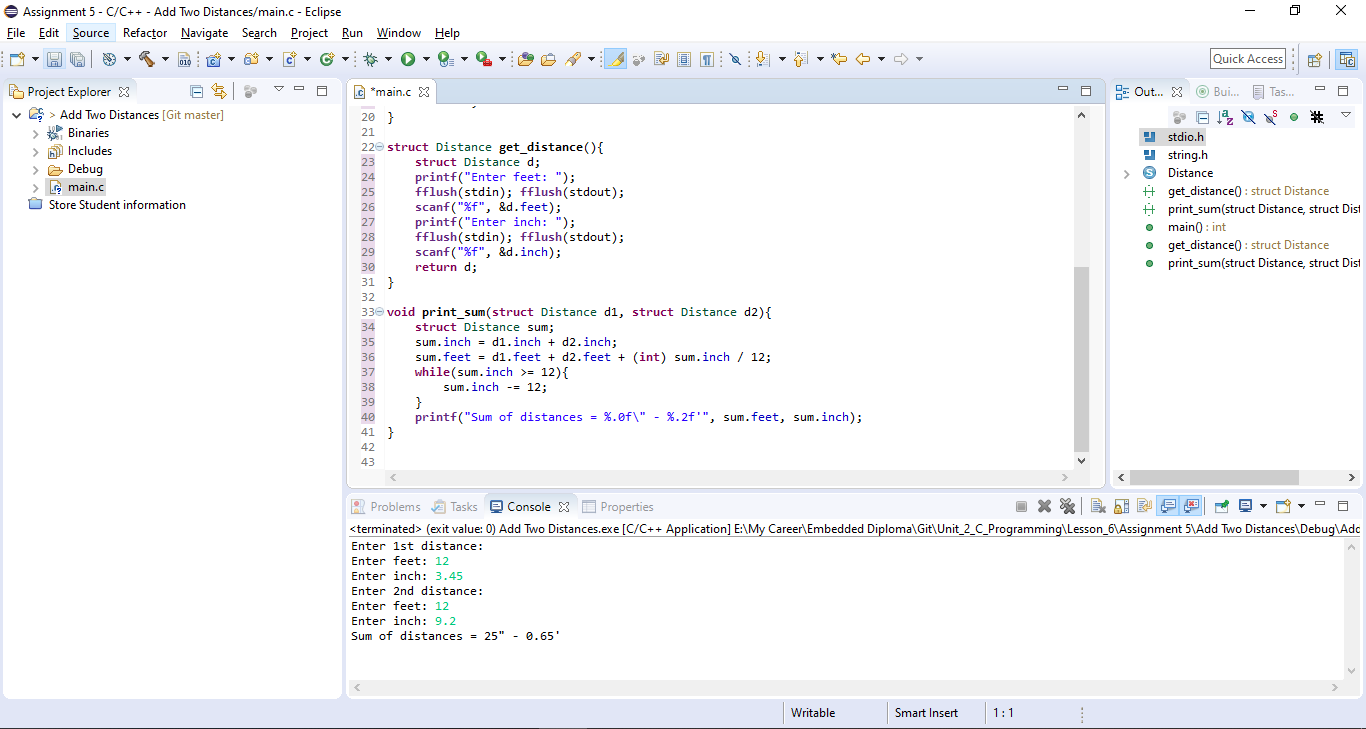 Assignment 5 - C/C++ - Add Two Distances/main.c - Eclipse
File Edit Source Refactor Navigate Search Project Run Window Help
Quick Access
Project Explorer
> Add Two Distances [Git master]
Binaries
Includes
Debug
main.c
Store Student information
*main.c
20 }
21
22 struct Distance get_distance(){
23 struct Distance d;
24 printf("Enter feet: ");
25 fflush(stdin); fflush(stdout);
26 scanf("%f", &d.feet);
27 printf("Enter inch: ");
28 fflush(stdin); fflush(stdout);
29 scanf("%f", &d.inch);
30 return d;
31 }
32
33 void print_sum(struct Distance d1, struct Distance d2){
34 struct Distance sum;
35 sum.inch = d1.inch + d2.inch;
36 sum.feet = d1.feet + d2.feet + (int) sum.inch / 12;
37 while(sum.inch >= 12){
38 sum.inch -= 12;
39 }
40 printf("Sum of distances = %.0f\" - %.2f'", sum.feet, sum.inch);
41 }
42
43
Out... Bui... Tas...
stdio.h
string.h
Distance
get_distance() : struct Distance
print_sum(struct Distance, struct Dist
main() : int
get_distance() : struct Distance
print_sum(struct Distance, struct Dist
Problems Tasks Console Properties
<terminated> (exit value: 0) Add Two Distances.exe [C/C++ Application] E:\My Career\Embedded Diploma\Git\Unit_2_C_Programming\Lesson_6\Assignment 5\Add Two Distances\Debug\Adc
Enter 1st distance:
Enter feet: 12
Enter inch: 3.45
Enter 2nd distance:
Enter feet: 12
Enter inch: 9.2
Sum of distances = 25" - 0.65'
Writable Smart Insert 1 : 1